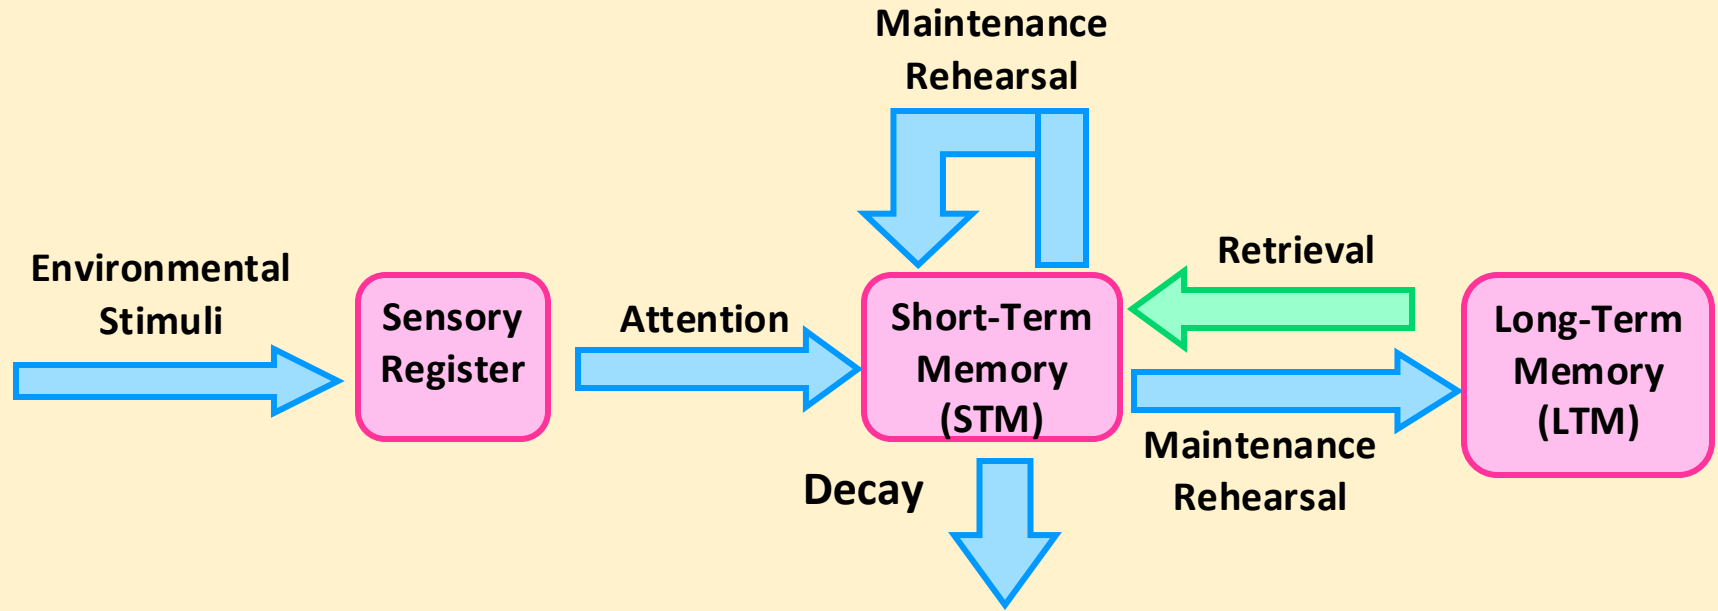 Maintenance
Rehearsal
Environmental
Stimuli
Sensory
Register
Attention
Short-Term
Memory
(STM)
Retrieval
Long-Term
Memory
(LTM)
Maintenance
Rehearsal
Decay